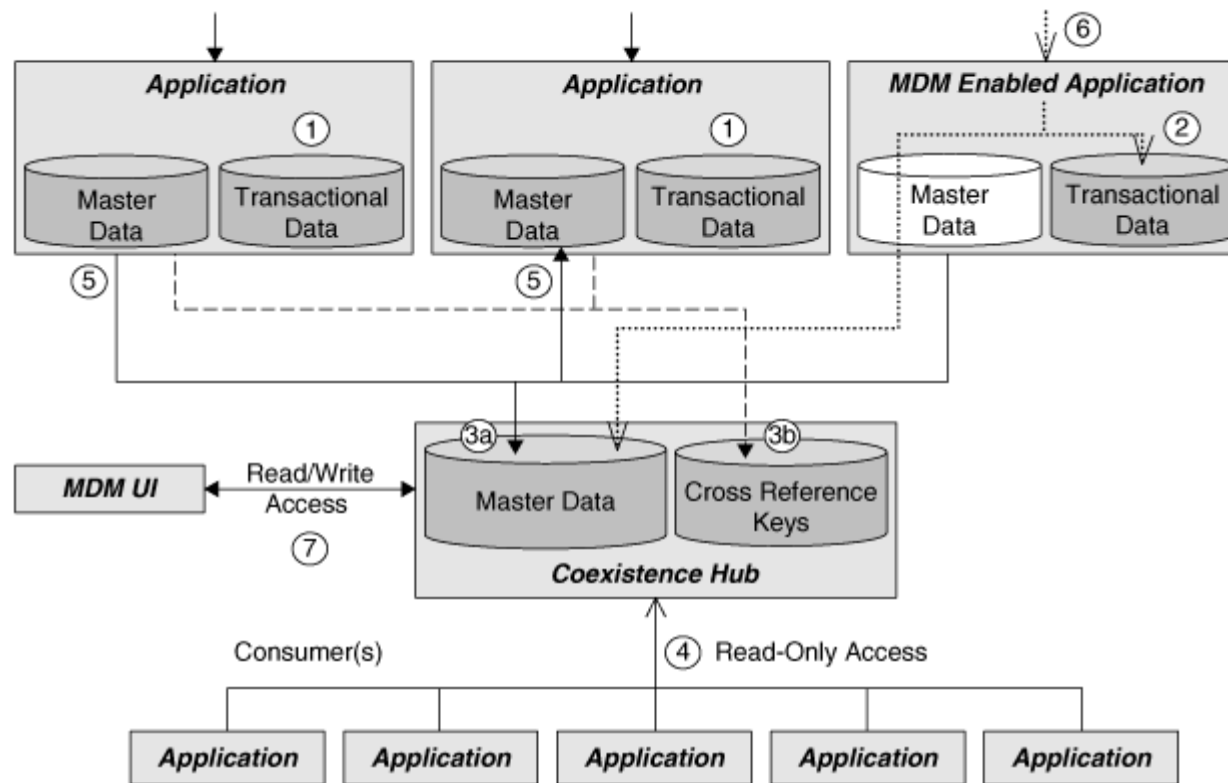 6
Application
Application
MDM Enabled Application
1
1
2
Master
Data
Transactional
Data
Master
Data
Transactional
Data
Master
Data
Transactional
Data
5
5
3a
3b
MDM UI
Read/Write
Access
7
Master Data
Cross Reference
Keys
Coexistence Hub
Consumer(s)
4
Read-Only Access
Application
Application
Application
Application
Application